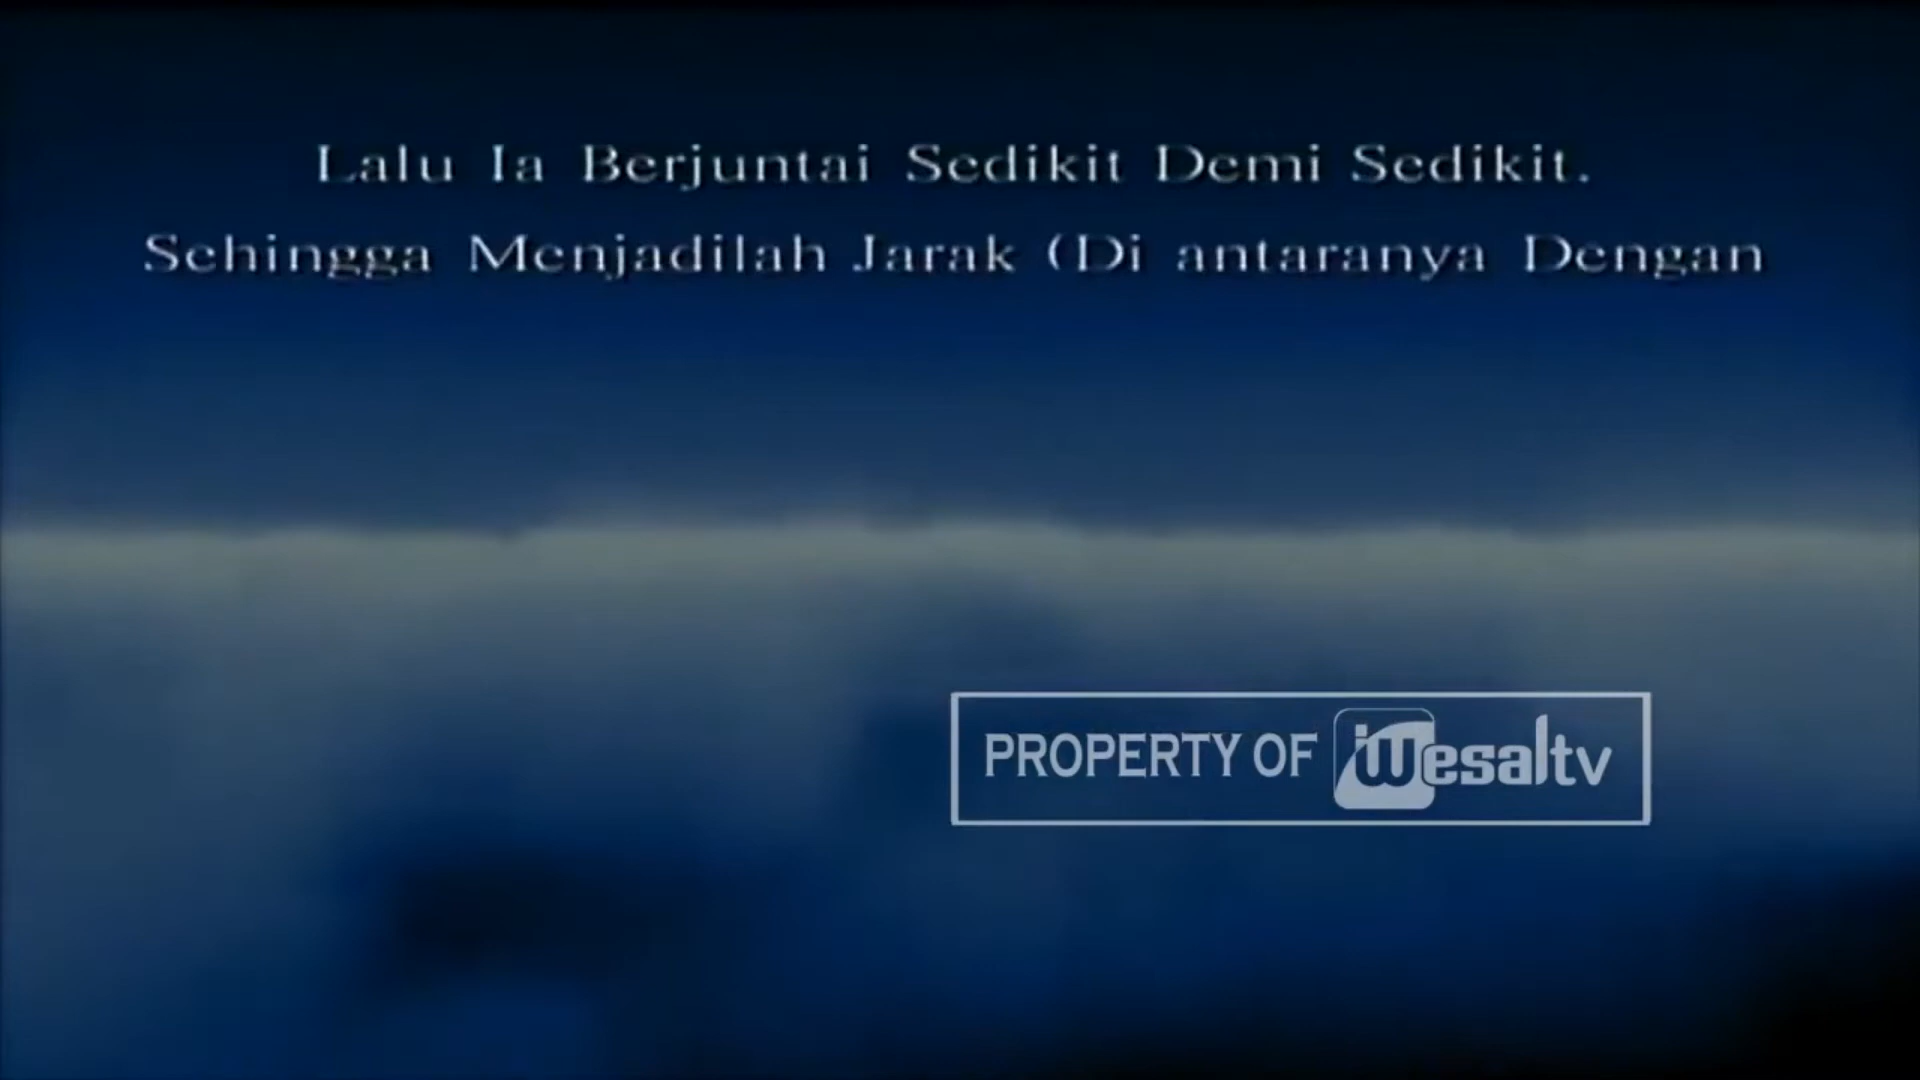 Lalu Ia Berjuntai Sedikit Demi Sedikit.
Sehingga Menjadilah Jarak (Di antaranya Dengan
PROPERTY OF iWesaltv